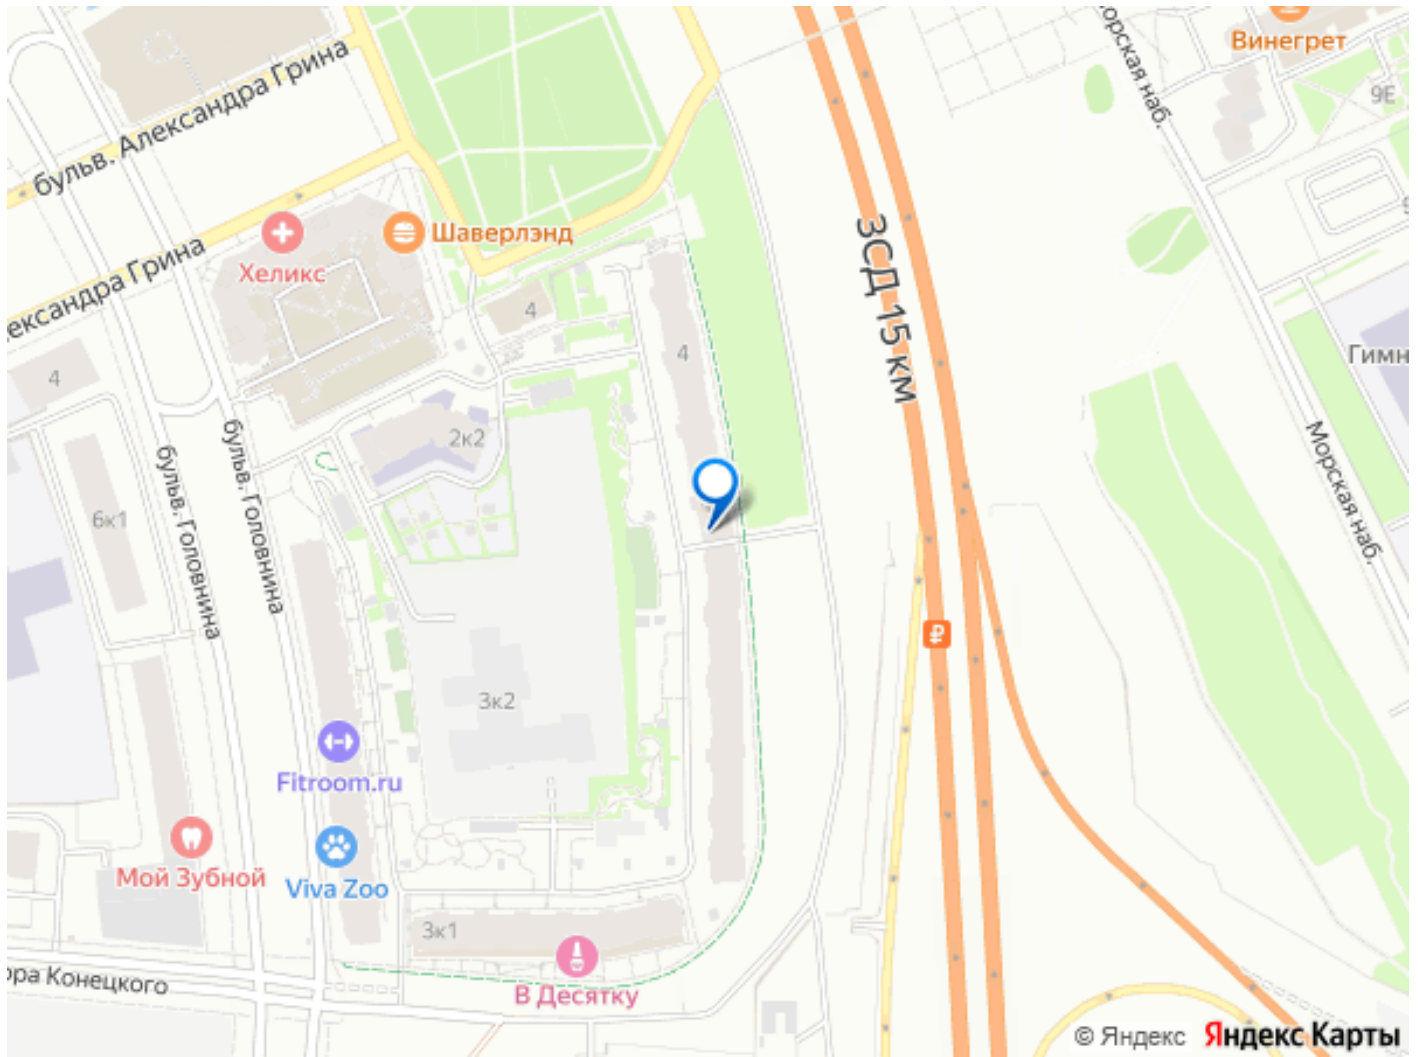 Винегрет
9Е
Морская наб.
бульв. Александра Грина
Хеликс
Шаверлэнд
ександра Грина
ЗСД 15 км
4
4
4
Гимн
2к2
бульв. Головнина
бульв. Головнина
6к1
Морская наб.
3к2
Fitroom.ru
Мой Зубной
Viva Zoo
3к1
ора Конецкого
В Десятку
© Яндекс Яндекс Карты